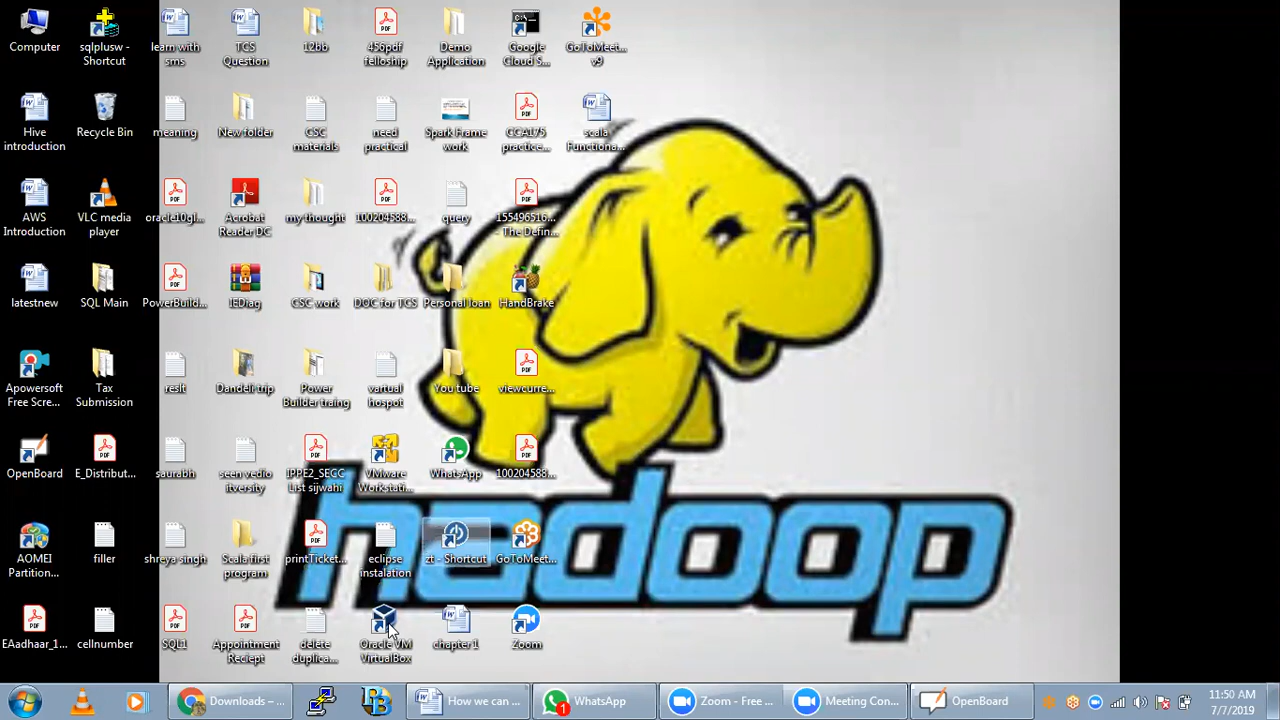 Computer
sqlplusw -
Shortcut
learn with
sms
TCS
Question
12bb
456pdf
felloship
Demo
Application
Google
Cloud S...
GoToMeet...
v9
Hive
introduction
Recycle Bin
meaning
New folder
CSC
materials
need
practical
Spark Frame
work
CCA175
practice...
scala
Functiona...
AWS
Introduction
VLC media
player
oracle10gl...
Acrobat
Reader DC
my thought
100204588...
query
155496516...
- The Defin...
latestnew
SQL Main
PowerBuild...
IEDiag
CSC work
DOC for TCS
Personal loan
HandBrake
Apowersoft
Free Scre...
Tax
Submission
reslt
Dandeli trip
Power
Builder traing
vartual
hospot
You tube
viewcurre...
OpenBoard
E_Distribut...
saurabh
seen vedio
itversity
IPPE2_SEGC
List sijwahi
VMware
Workstati...
WhatsApp
100204588...
AOMEI
Partition...
filler
shreya singh
Scala first
program
printTicket...
eclipse
instalation
zt - Shortcut
GoToMeet...
EAadhaar_1...
cellnumber
SQL1
Appointment
Reciept
delete
duplica...
Oracle VM
VirtualBox
chapter1
Zoom
hadoop
Downloads – ...
How we can ...
WhatsApp
1
Zoom - Free ...
Meeting Con...
OpenBoard
11:50 AM
7/7/2019